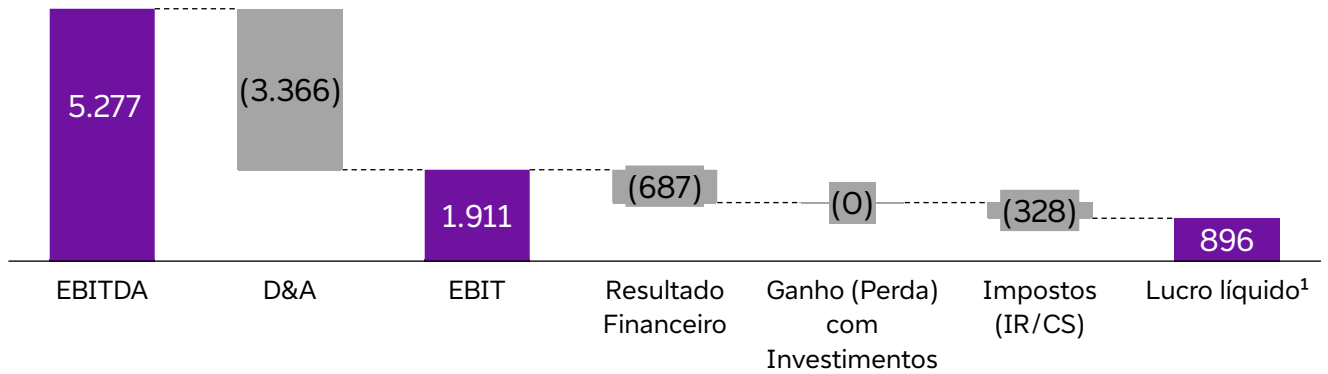 5.277
(3.366)
1.911
(687)
(0)
(328)
896
EBITDA
D&A
EBIT
Resultado
Financeiro
Ganho (Perda)
com
Investimentos
Impostos
(IR/CS)
Lucro líquido¹